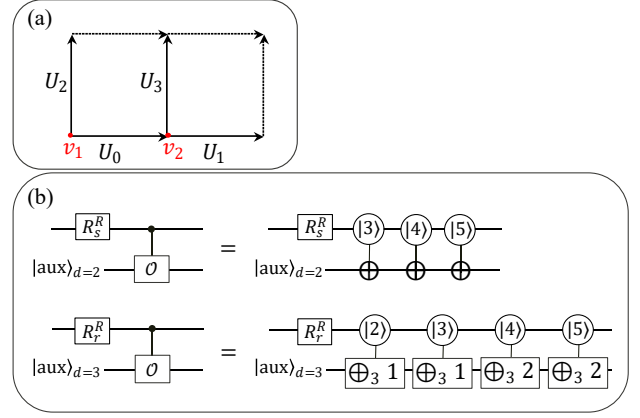 (a)
U₂ U₃
v₁ U₀ v₂ U₁
(b)
R_s^R = R_s^R |3⟩ |4⟩ |5⟩
|aux⟩_{d=2} 𝒪 |aux⟩_{d=2} ⊕ ⊕ ⊕
R_r^R = R_r^R |2⟩ |3⟩ |4⟩ |5⟩
|aux⟩_{d=3} 𝒪 |aux⟩_{d=3} ⊕₃ 1 ⊕₃ 1 ⊕₃ 2 ⊕₃ 2